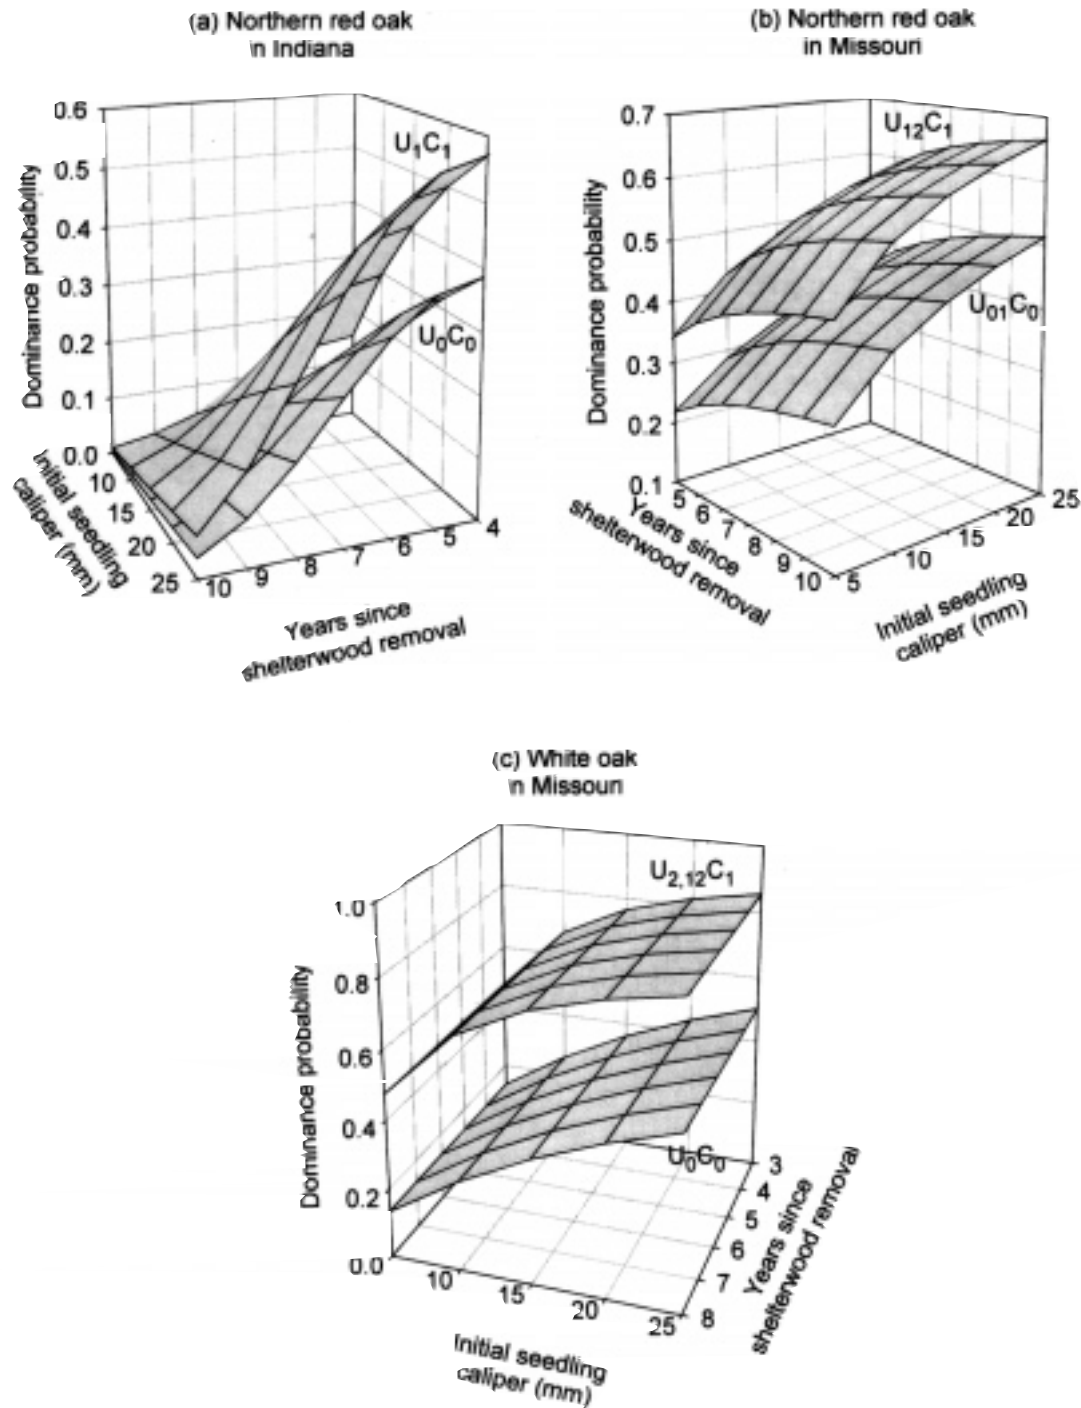 (a) Northern red oak
in Indiana
0.6
0.5
0.4
0.3
0.2
0.1
0.0
Dominance probability
U1C1
U0C0
10
15
20
25
Initial seedling
caliper (mm)
10
9
8
7
6
5
4
Years since
shelterwood removal
(b) Northern red oak
in Missouri
0.7
0.6
0.5
0.4
0.3
0.2
0.1
Dominance probability
U12C1
U01C0
5
6
7
8
9
10
Years since
shelterwood removal
5
10
15
20
25
Initial seedling
caliper (mm)
(c) White oak
in Missouri
1.0
0.8
0.6
0.4
0.2
0.0
Dominance probability
U2,12C1
U0C0
10
15
20
25
Initial seedling
caliper (mm)
3
4
5
6
7
8
Years since
shelterwood removal